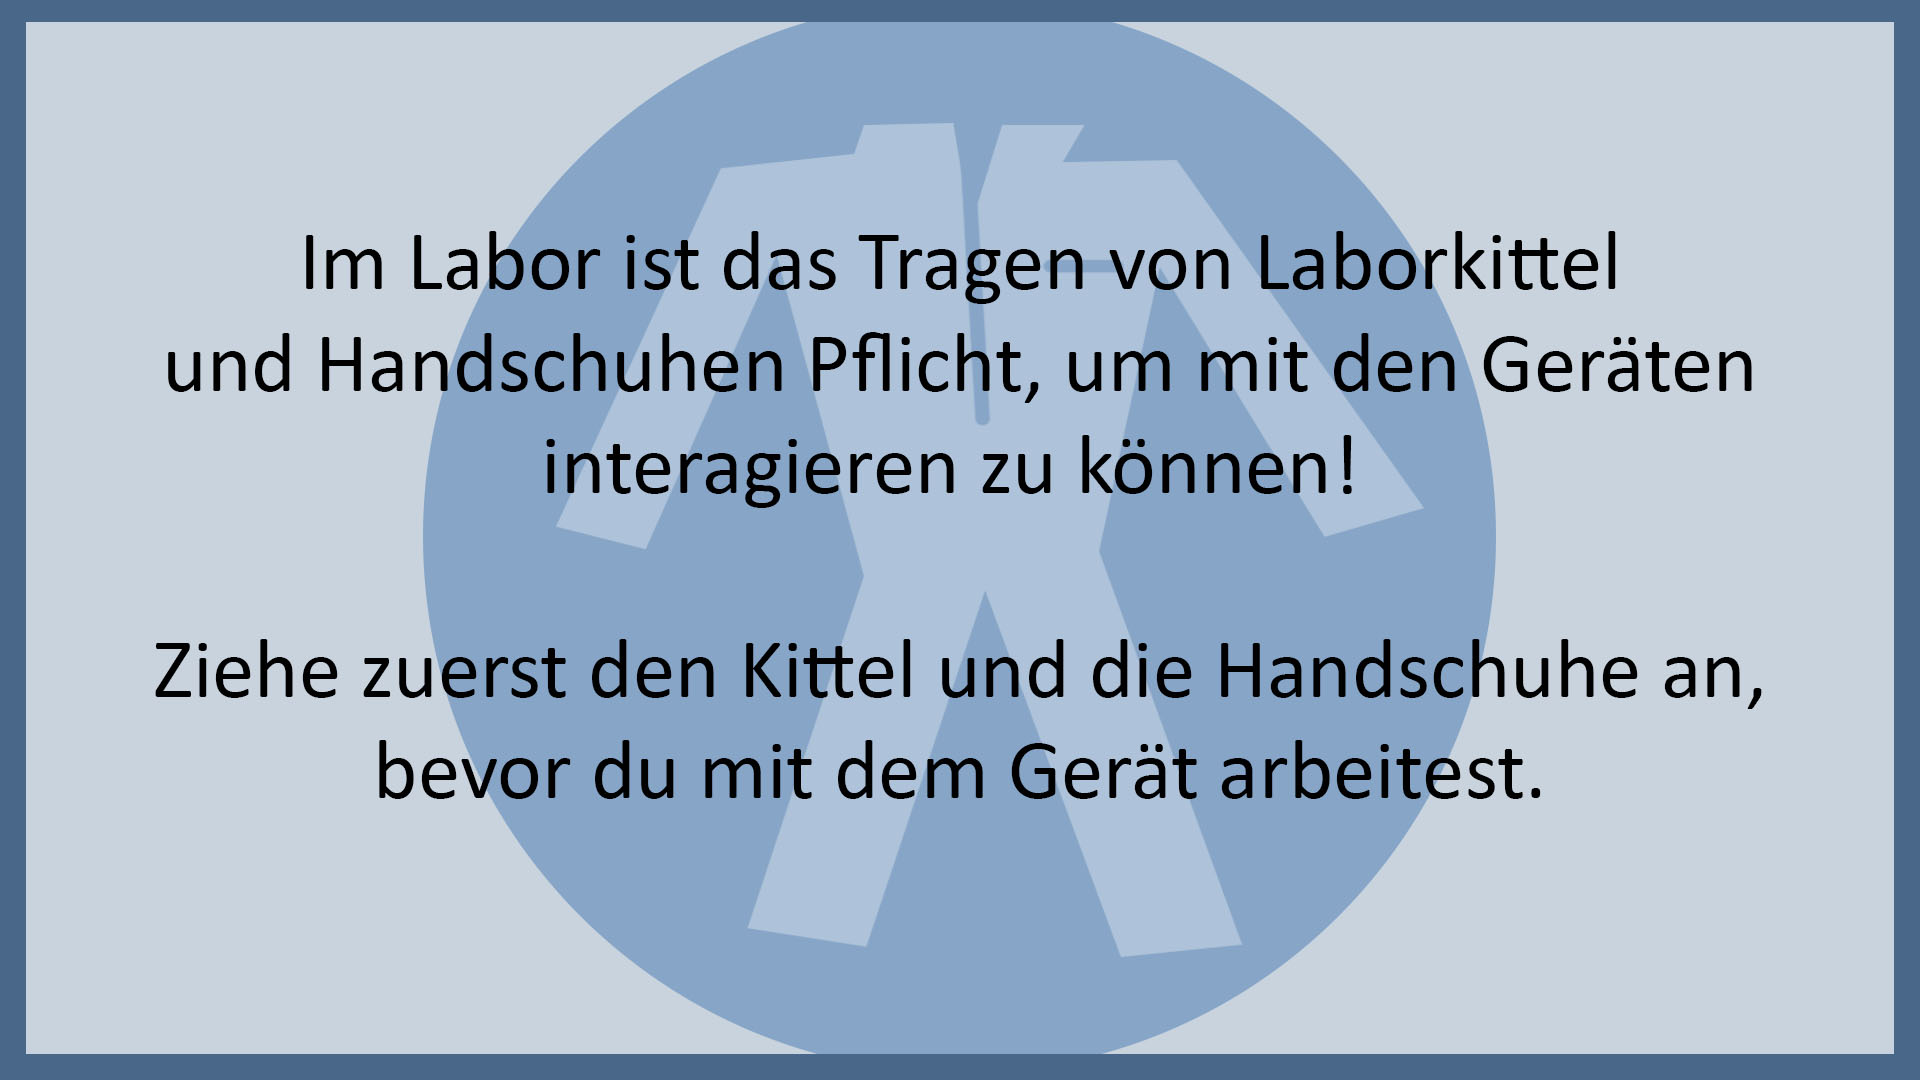 Im Labor ist das Tragen von Laborkittel
und Handschuhen Pflicht, um mit den Geräten
interagieren zu können!
Ziehe zuerst den Kittel und die Handschuhe an,
bevor du mit dem Gerät arbeitest.